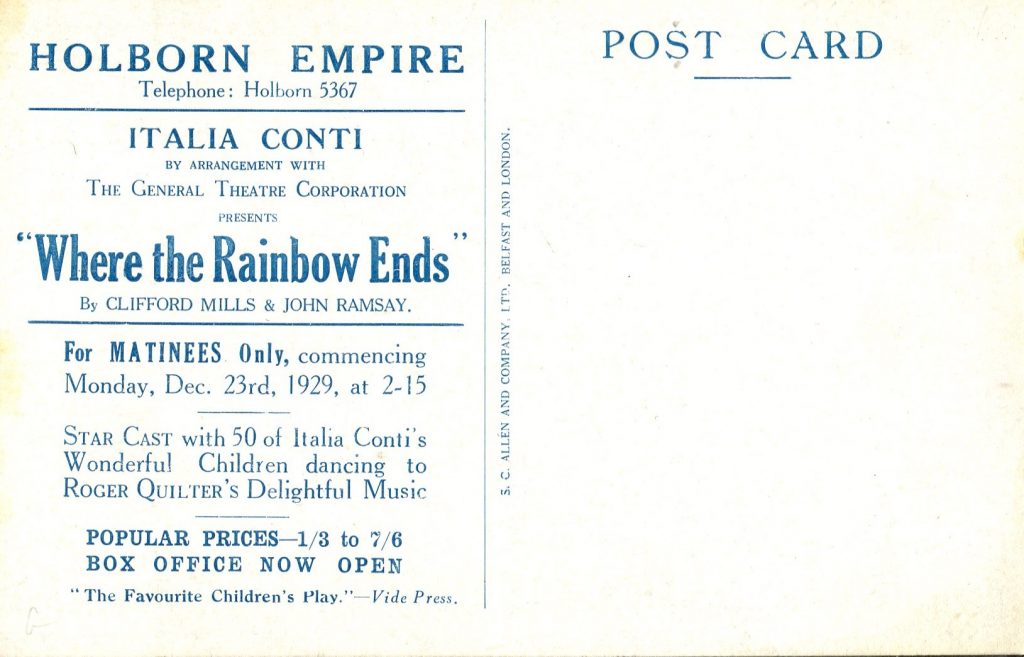 HOLBORN EMPIRE
Telephone: Holborn 5367
ITALIA CONTI
BY ARRANGEMENT WITH
THE GENERAL THEATRE CORPORATION
PRESENTS
"Where the Rainbow Ends"
By CLIFFORD MILLS & JOHN RAMSAY.
For MATINEES Only, commencing
Monday, Dec. 23rd, 1929, at 2-15
STAR CAST with 50 of Italia Conti's
Wonderful Children dancing to
ROGER QUILTER'S Delightful Music
POPULAR PRICES—1/3 to 7/6
BOX OFFICE NOW OPEN
"The Favourite Children's Play."—Vide Press.
S. C. ALLEN AND COMPANY, LTD. BELFAST AND LONDON.
POST CARD